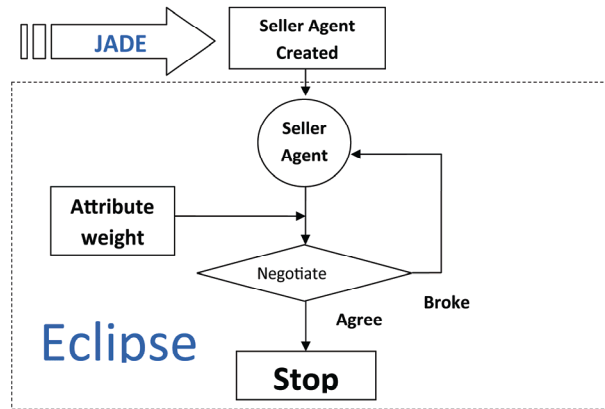 JADE
Seller Agent
Created
Seller
Agent
Attribute
weight
Negotiate
Broke
Agree
Eclipse
Stop